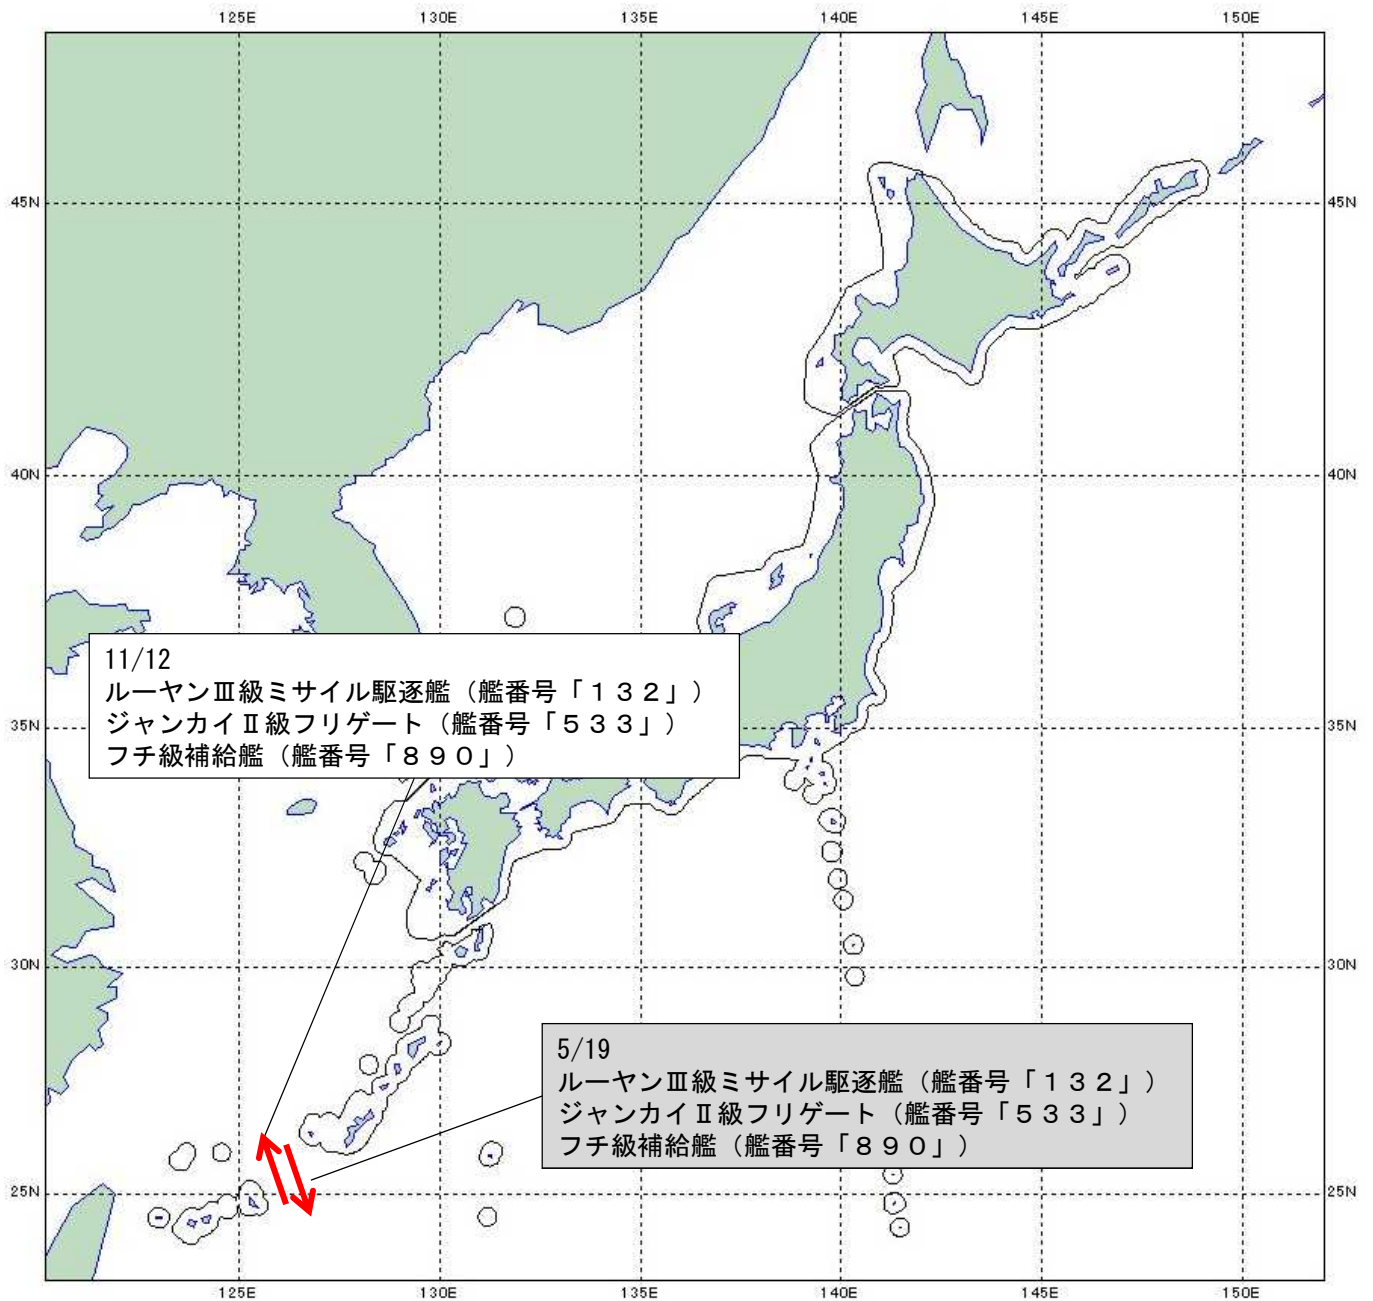 125E 130E 135E 140E 145E 150E
45N 45N
40N
11/12
ルーヤンⅢ級ミサイル駆逐艦（艦番号「１３２」）
ジャンカイⅡ級フリゲート（艦番号「５３３」）
フチ級補給艦（艦番号「８９０」）
40N
35N 35N
30N 30N
5/19
ルーヤンⅢ級ミサイル駆逐艦（艦番号「１３２」）
ジャンカイⅡ級フリゲート（艦番号「５３３」）
フチ級補給艦（艦番号「８９０」）
25N 25N
125E 130E 135E 140E 145E 150E